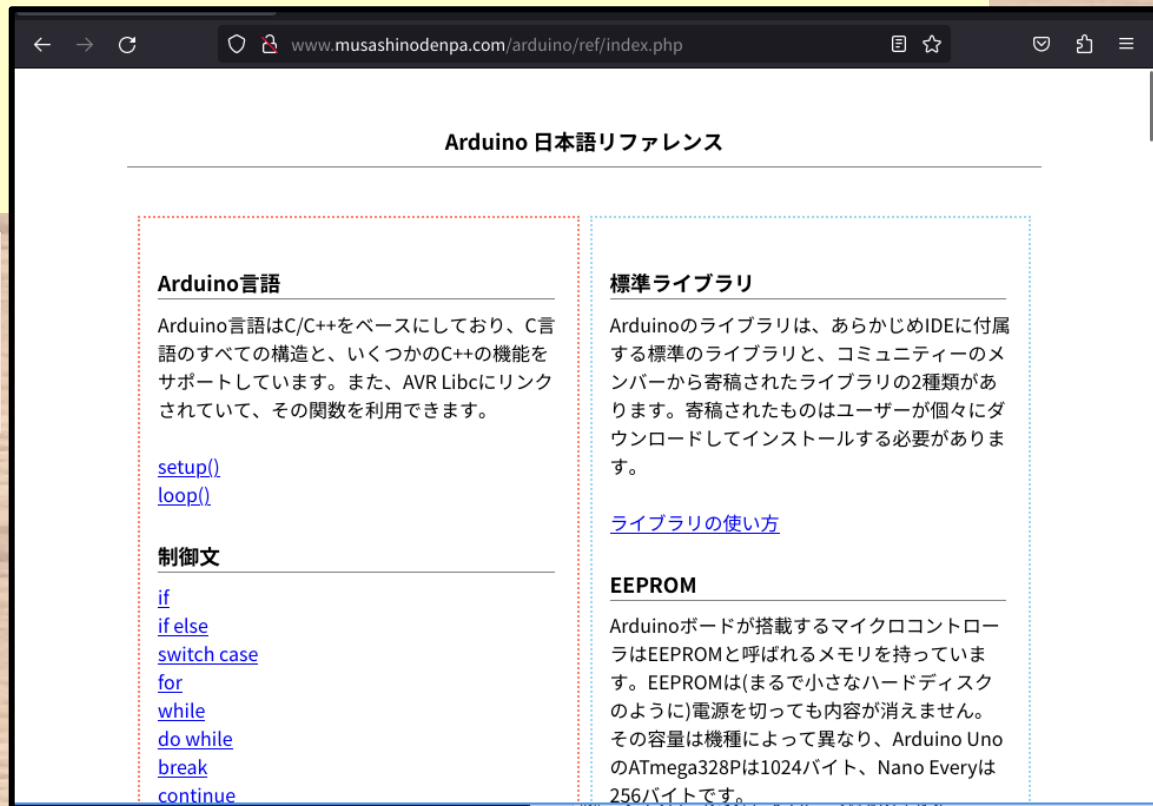 www.musashinodenpa.com/arduino/ref/index.php
Arduino 日本語リファレンス
Arduino言語
Arduino言語はC/C++をベースにしており、C言
語のすべての構造と、いくつかのC++の機能を
サポートしています。また、AVR Libcにリンク
されていて、その関数を利用できます。
setup()
loop()
制御文
if
if else
switch case
for
while
do while
break
continue
標準ライブラリ
Arduinoのライブラリは、あらかじめIDEに付属
する標準のライブラリと、コミュニティーのメ
ンバーから寄稿されたライブラリの2種類があ
ります。寄稿されたものはユーザーが個々にダ
ウンロードしてインストールする必要がありま
す。
ライブラリの使い方
EEPROM
Arduinoボードが搭載するマイクロコントロー
ラはEEPROMと呼ばれるメモリを持っていま
す。EEPROMは(まるで小さなハードディスク
のように)電源を切っても内容が消えません。
その容量は機種によって異なり、Arduino Uno
のATmega328Pは1024バイト、Nano Everyは
256バイトです。